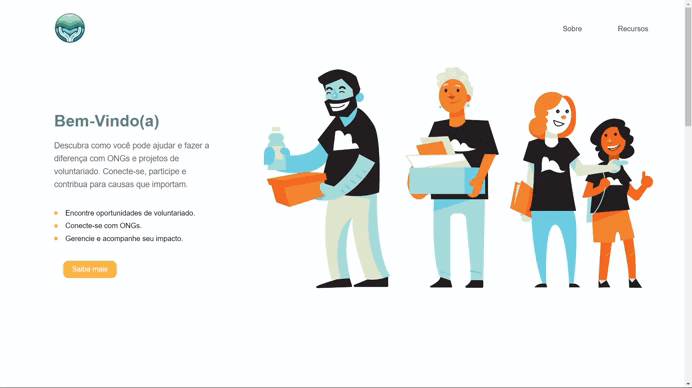 Sobre Recursos
Bem-Vindo(a)
Descubra como você pode ajudar e fazer a
diferença com ONGs e projetos de
voluntariado. Conecte-se, participe e
contribua para causas que importam.
Encontre oportunidades de voluntariado.
Conecte-se com ONGs.
Gerencie e acompanhe seu impacto.
Saiba mais